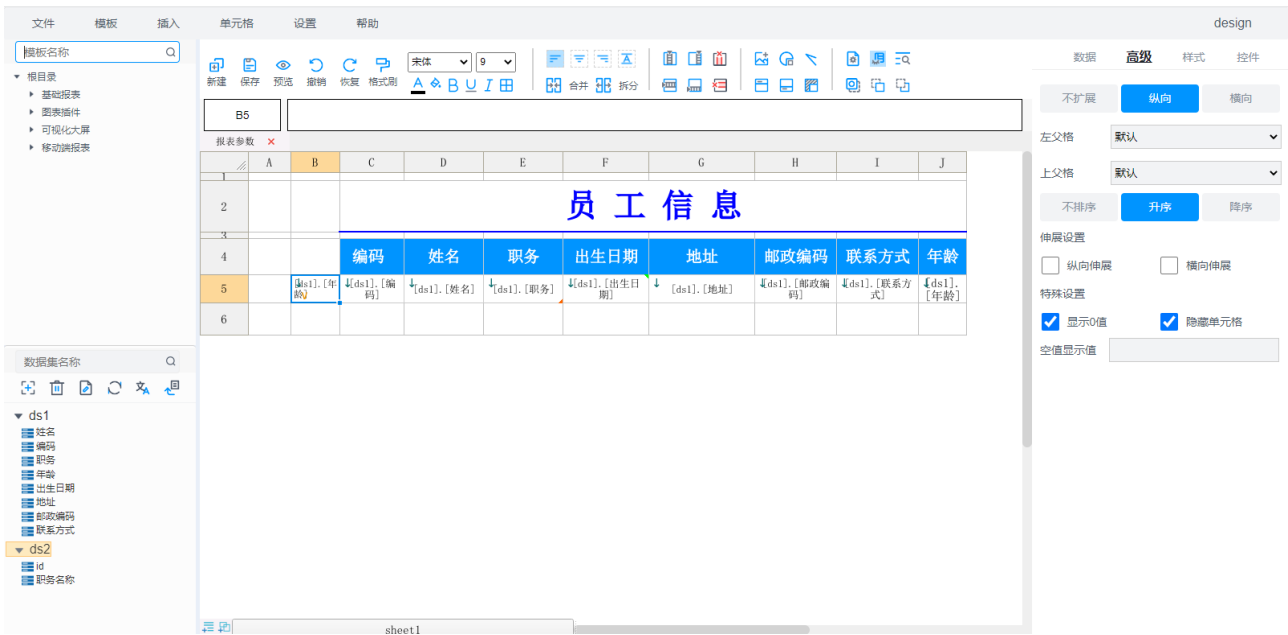 文件 模板 插入 单元格 设置 帮助 design
模板名称
根目录
基础报表
图表插件
可视化大屏
移动端报表
新建 保存 预览 撤销 恢复 格式刷
宋体 9
A B U I
合并 拆分
B5
报表参数 ×
A B C D E F G H I J
1
2 员 工 信 息
3
4 编码 姓名 职务 出生日期 地址 邮政编码 联系方式 年龄
5 [ds1].[年龄] [ds1].[编码] [ds1].[姓名] [ds1].[职务] [ds1].[出生日期] [ds1].[地址] [ds1].[邮政编码] [ds1].[联系方式] [ds1].[年龄]
6
sheet1
数据集名称
ds1
姓名
编码
职务
年龄
出生日期
地址
邮政编码
联系方式
ds2
id
职务名称
数据 高级 样式 控件
不扩展 纵向 横向
左父格 默认
上父格 默认
不排序 升序 降序
伸展设置
纵向伸展 横向伸展
特殊设置
显示0值 隐藏单元格
空值显示值